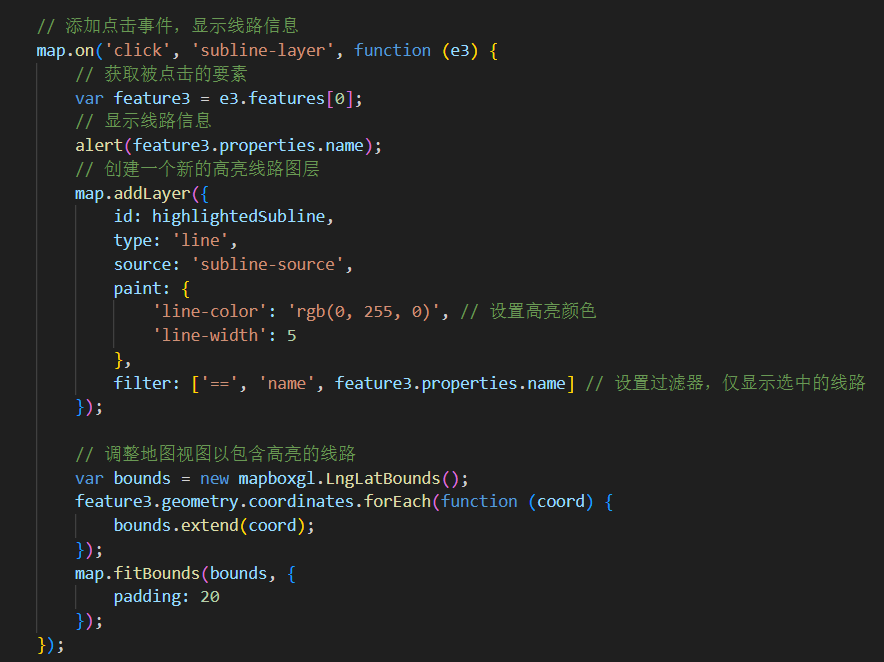 // 添加点击事件，显示线路信息
map.on('click', 'subline-layer', function (e3) {
    // 获取被点击的要素
    var feature3 = e3.features[0];
    // 显示线路信息
    alert(feature3.properties.name);
    // 创建一个新的高亮线路图层
    map.addLayer({
        id: highlightedSubline,
        type: 'line',
        source: 'subline-source',
        paint: {
            'line-color': 'rgb(0, 255, 0)', // 设置高亮颜色
            'line-width': 5
        },
        filter: ['==', 'name', feature3.properties.name] // 设置过滤器，仅显示选中的线路
    });

    // 调整地图视图以包含高亮的线路
    var bounds = new mapboxgl.LngLatBounds();
    feature3.geometry.coordinates.forEach(function (coord) {
        bounds.extend(coord);
    });
    map.fitBounds(bounds, {
        padding: 20
    });
});